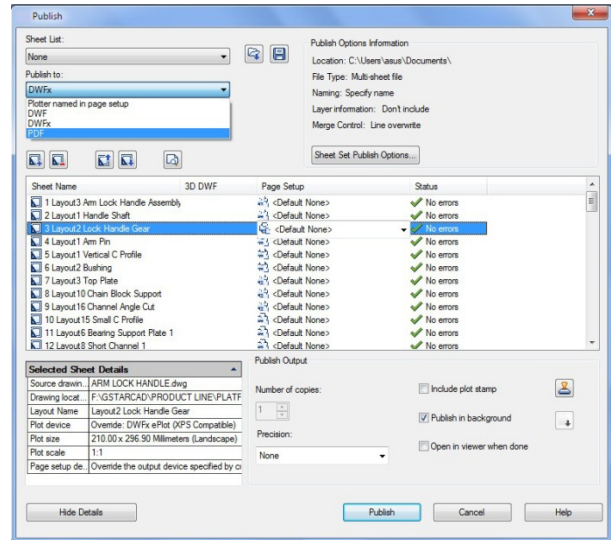 Publish
Sheet List:
None
Publish to:
DWFx
Plotter named in page setup
DWF
DWFx
PDF
Publish Options Information
Location: C:\Users\asus\Documents\
File Type: Multi-sheet file
Naming: Specify name
Layer information: Don't include
Merge Control: Line overwrite
Sheet Set Publish Options...
Sheet Name 3D DWF Page Setup Status
1 Layout3 Arm Lock Handle Assembly <Default None> No errors
2 Layout1 Handle Shaft <Default None> No errors
3 Layout2 Lock Handle Gear <Default None> No errors
4 Layout1 Arm Pin <Default None> No errors
5 Layout1 Vertical C Profile <Default None> No errors
6 Layout2 Bushing <Default None> No errors
7 Layout3 Top Plate <Default None> No errors
8 Layout10 Chain Block Support <Default None> No errors
9 Layout16 Channel Angle Cut <Default None> No errors
10 Layout15 Small C Profile <Default None> No errors
11 Layout6 Bearing Support Plate 1 <Default None> No errors
12 Layout8 Short Channel 1 <Default None> No errors
Selected Sheet Details
Source drawin... ARM LOCK HANDLE.dwg
Drawing locat... F:\GSTARCAD\PRODUCT LINE\PLATF
Layout Name Layout2 Lock Handle Gear
Plot device Override: DWFx ePlot (XPS Compatible)
Plot size 210.00 x 296.90 Millimeters (Landscape)
Plot scale 1:1
Page setup de... Override the output device specified by cu
Publish Output
Number of copies:
1
Precision:
None
Include plot stamp
Publish in background
Open in viewer when done
Hide Details
Publish
Cancel
Help